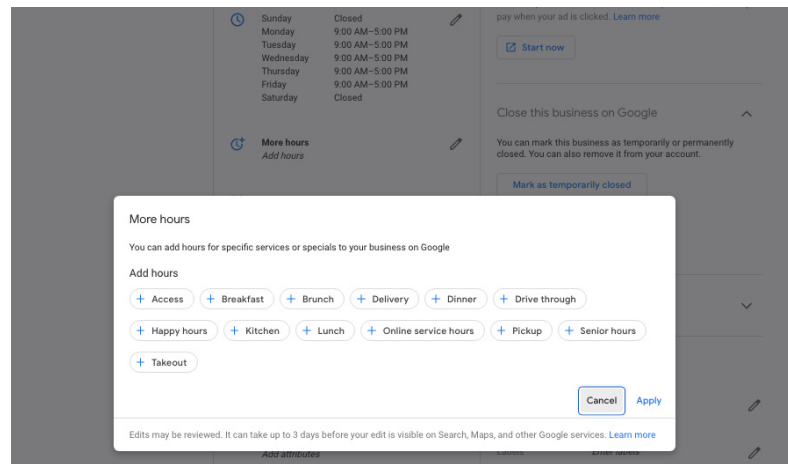 Sunday Closed
Monday 9:00 AM–5:00 PM
Tuesday 9:00 AM–5:00 PM
Wednesday 9:00 AM–5:00 PM
Thursday 9:00 AM–5:00 PM
Friday 9:00 AM–5:00 PM
Saturday Closed
More hours
Add hours
pay when your ad is clicked. Learn more
Start now
Close this business on Google
You can mark this business as temporarily or permanently
closed. You can also remove it from your account.
Mark as temporarily closed
More hours
You can add hours for specific services or specials to your business on Google
Add hours
+ Access + Breakfast + Brunch + Delivery + Dinner + Drive through
+ Happy hours + Kitchen + Lunch + Online service hours + Pickup + Senior hours
+ Takeout
Cancel Apply
Edits may be reviewed. It can take up to 3 days before your edit is visible on Search, Maps, and other Google services. Learn more
Add attributes
Labels Enter labels